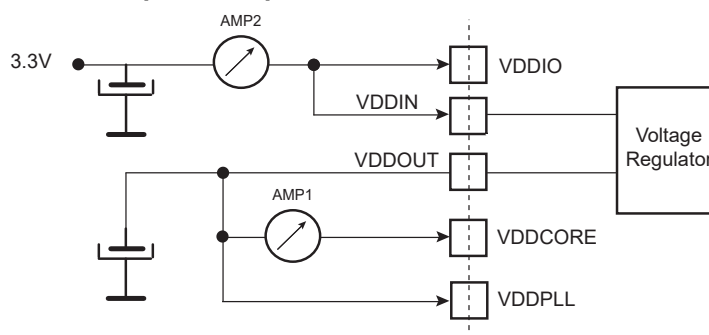 AMP2
3.3V
VDDIO
VDDIN
Voltage
Regulator
VDDOUT
AMP1
VDDCORE
VDDPLL